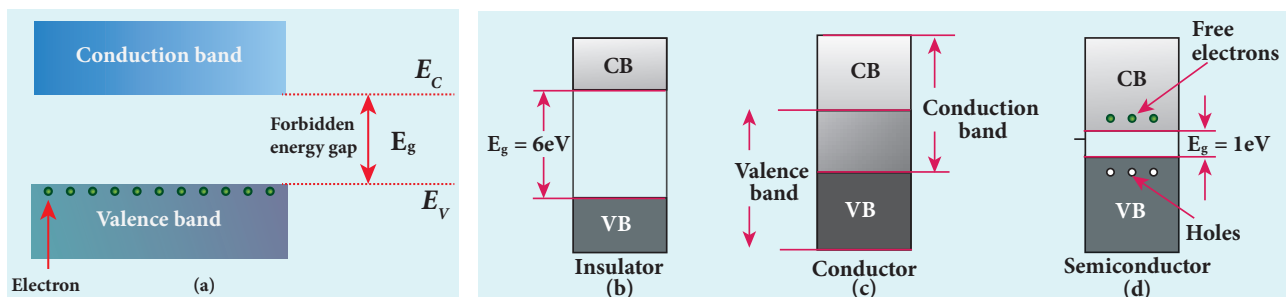 Conduction band
E_C
Forbidden
energy gap
E_g
E_V
Valence band
Electron
(a)
CB
E_g = 6eV
VB
Insulator
(b)
CB
Conduction
band
Valence
band
VB
Conductor
(c)
Free
electrons
CB
E_g = 1eV
VB
Holes
Semiconductor
(d)